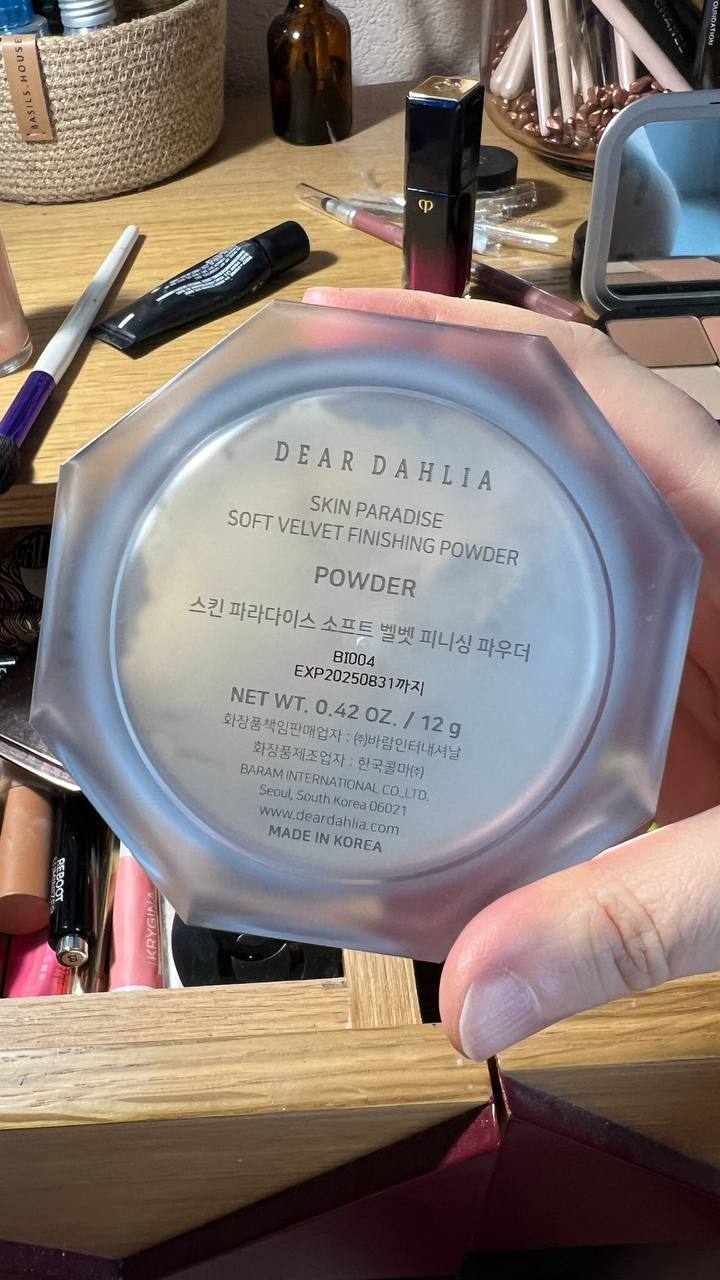 BASILS·HOUSE
CHANEL
OUNDATION
DEAR DAHLIA
SKIN PARADISE
SOFT VELVET FINISHING POWDER
POWDER
스킨 파라다이스 소프트 벨벳 피니싱 파우더
BI004
EXP20250831까지
NET WT. 0.42 OZ. / 12 g
화장품책임판매업자 : ㈜바람인터내셔날
화장품제조업자 : 한국콜마㈜
BARAM INTERNATIONAL CO.,LTD.
Seoul, South Korea 06021
www.deardahlia.com
MADE IN KOREA
REBOOT
KRYGINA